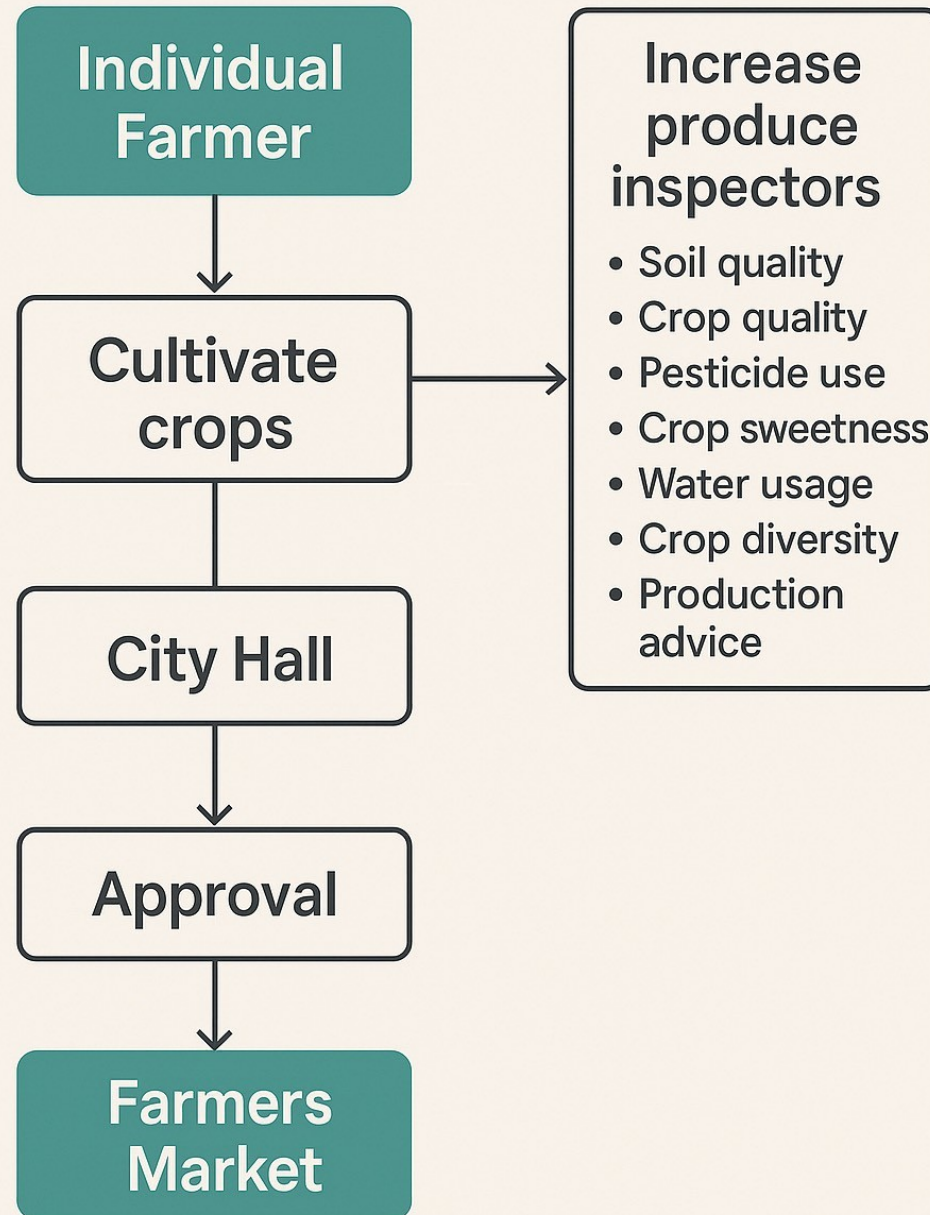 Individual
Farmer
Cultivate
crops
City Hall
Approval
Farmers
Market
Increase
produce
inspectors
• Soil quality
• Crop quality
• Pesticide use
• Crop sweetness
• Water usage
• Crop diversity
• Production
advice